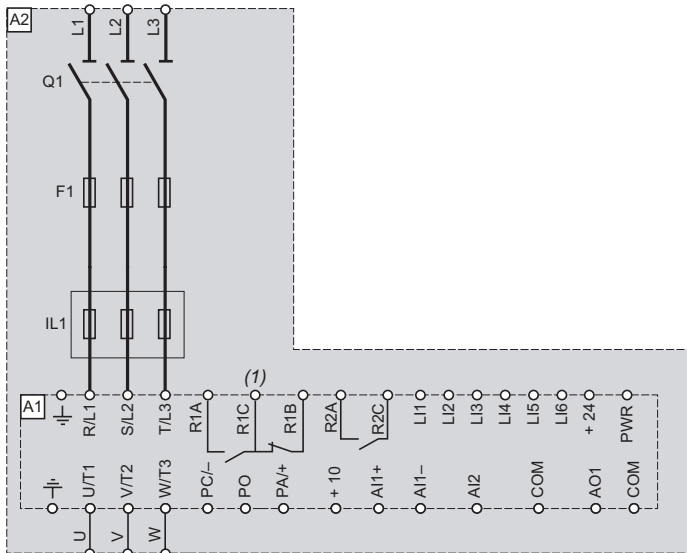 A2
L1 L2 L3
Q1
F1
IL1
(1)
A1
R/L1 S/L2 T/L3 R1A R1C R1B R2A R2C LI1 LI2 LI3 LI4 LI5 LI6 + 24 PWR
U/T1 V/T2 W/T3 PC/– PO PA/+ + 10 AI1+ AI1– AI2 COM AO1 COM
U V W